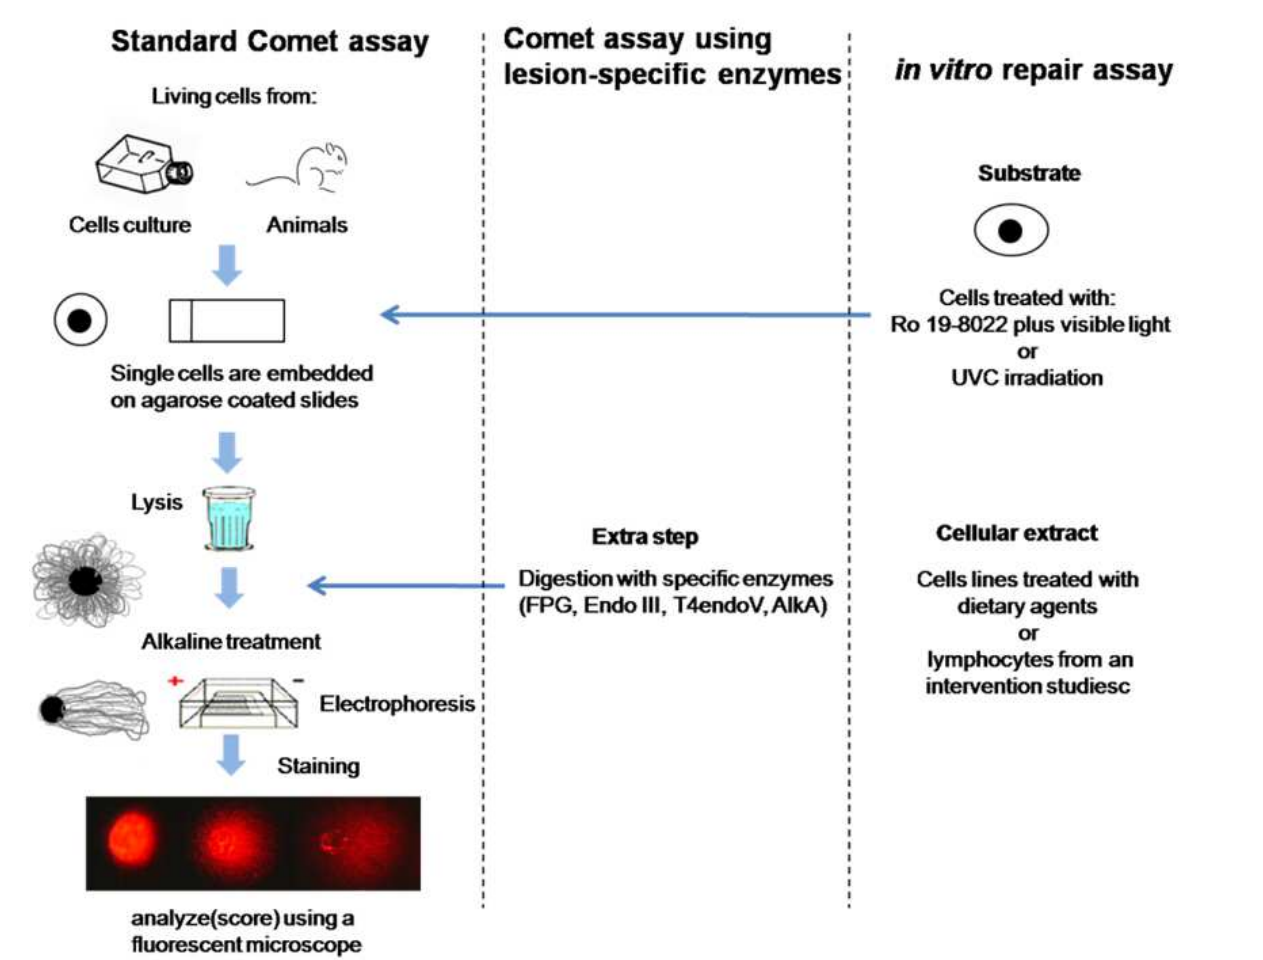 Standard Comet assay
Living cells from:
Cells culture
Animals
Single cells are embedded
on agarose coated slides
Lysis
Alkaline treatment
+
-
Electrophoresis
Staining
analyze(score) using a
fluorescent microscope
Comet assay using
lesion-specific enzymes
Extra step
Digestion with specific enzymes
(FPG, Endo III, T4endoV, AlkA)
in vitro repair assay
Substrate
Cells treated with:
Ro 19-8022 plus visible light
or
UVC irradiation
Cellular extract
Cells lines treated with
dietary agents
or
lymphocytes from an
intervention studiesc